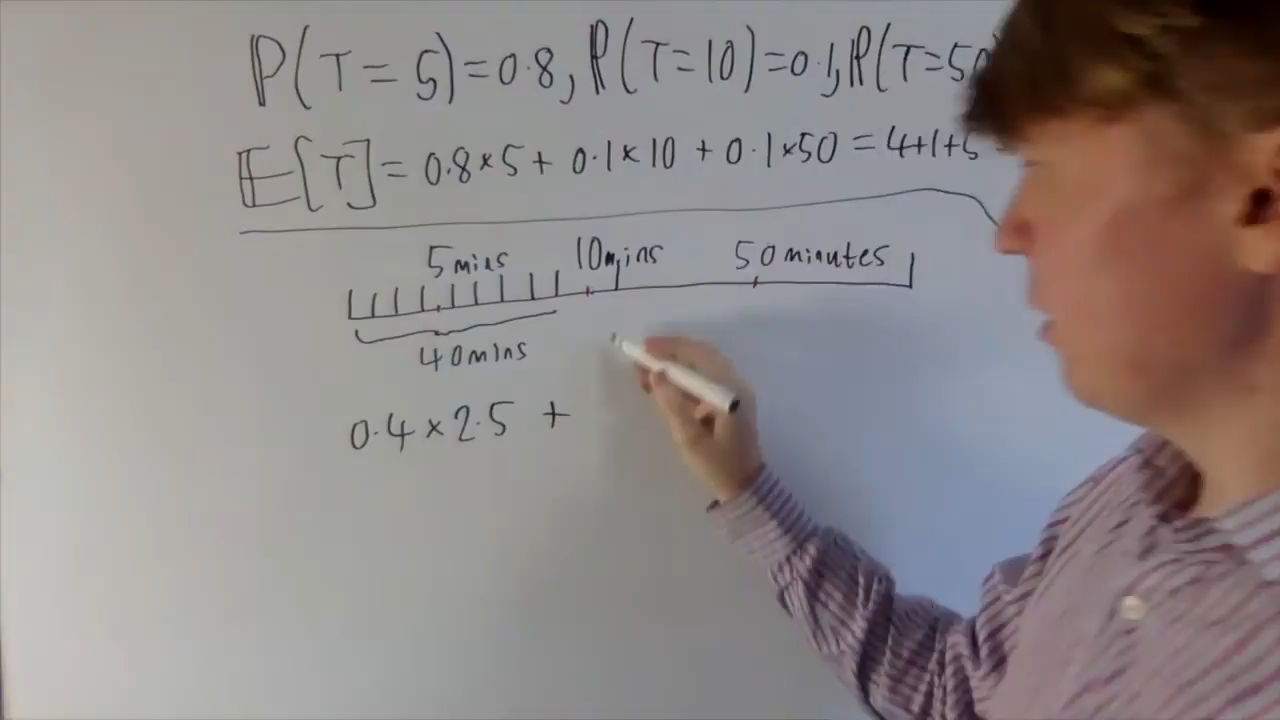 ℙ(T=5)=0.8, ℙ(T=10)=0.1, ℙ(T=50
𝔼[T]=0.8×5+0.1×10+0.1×50=4+1+5
5mins 10mins 50minutes
40mins
0.4×2.5 +